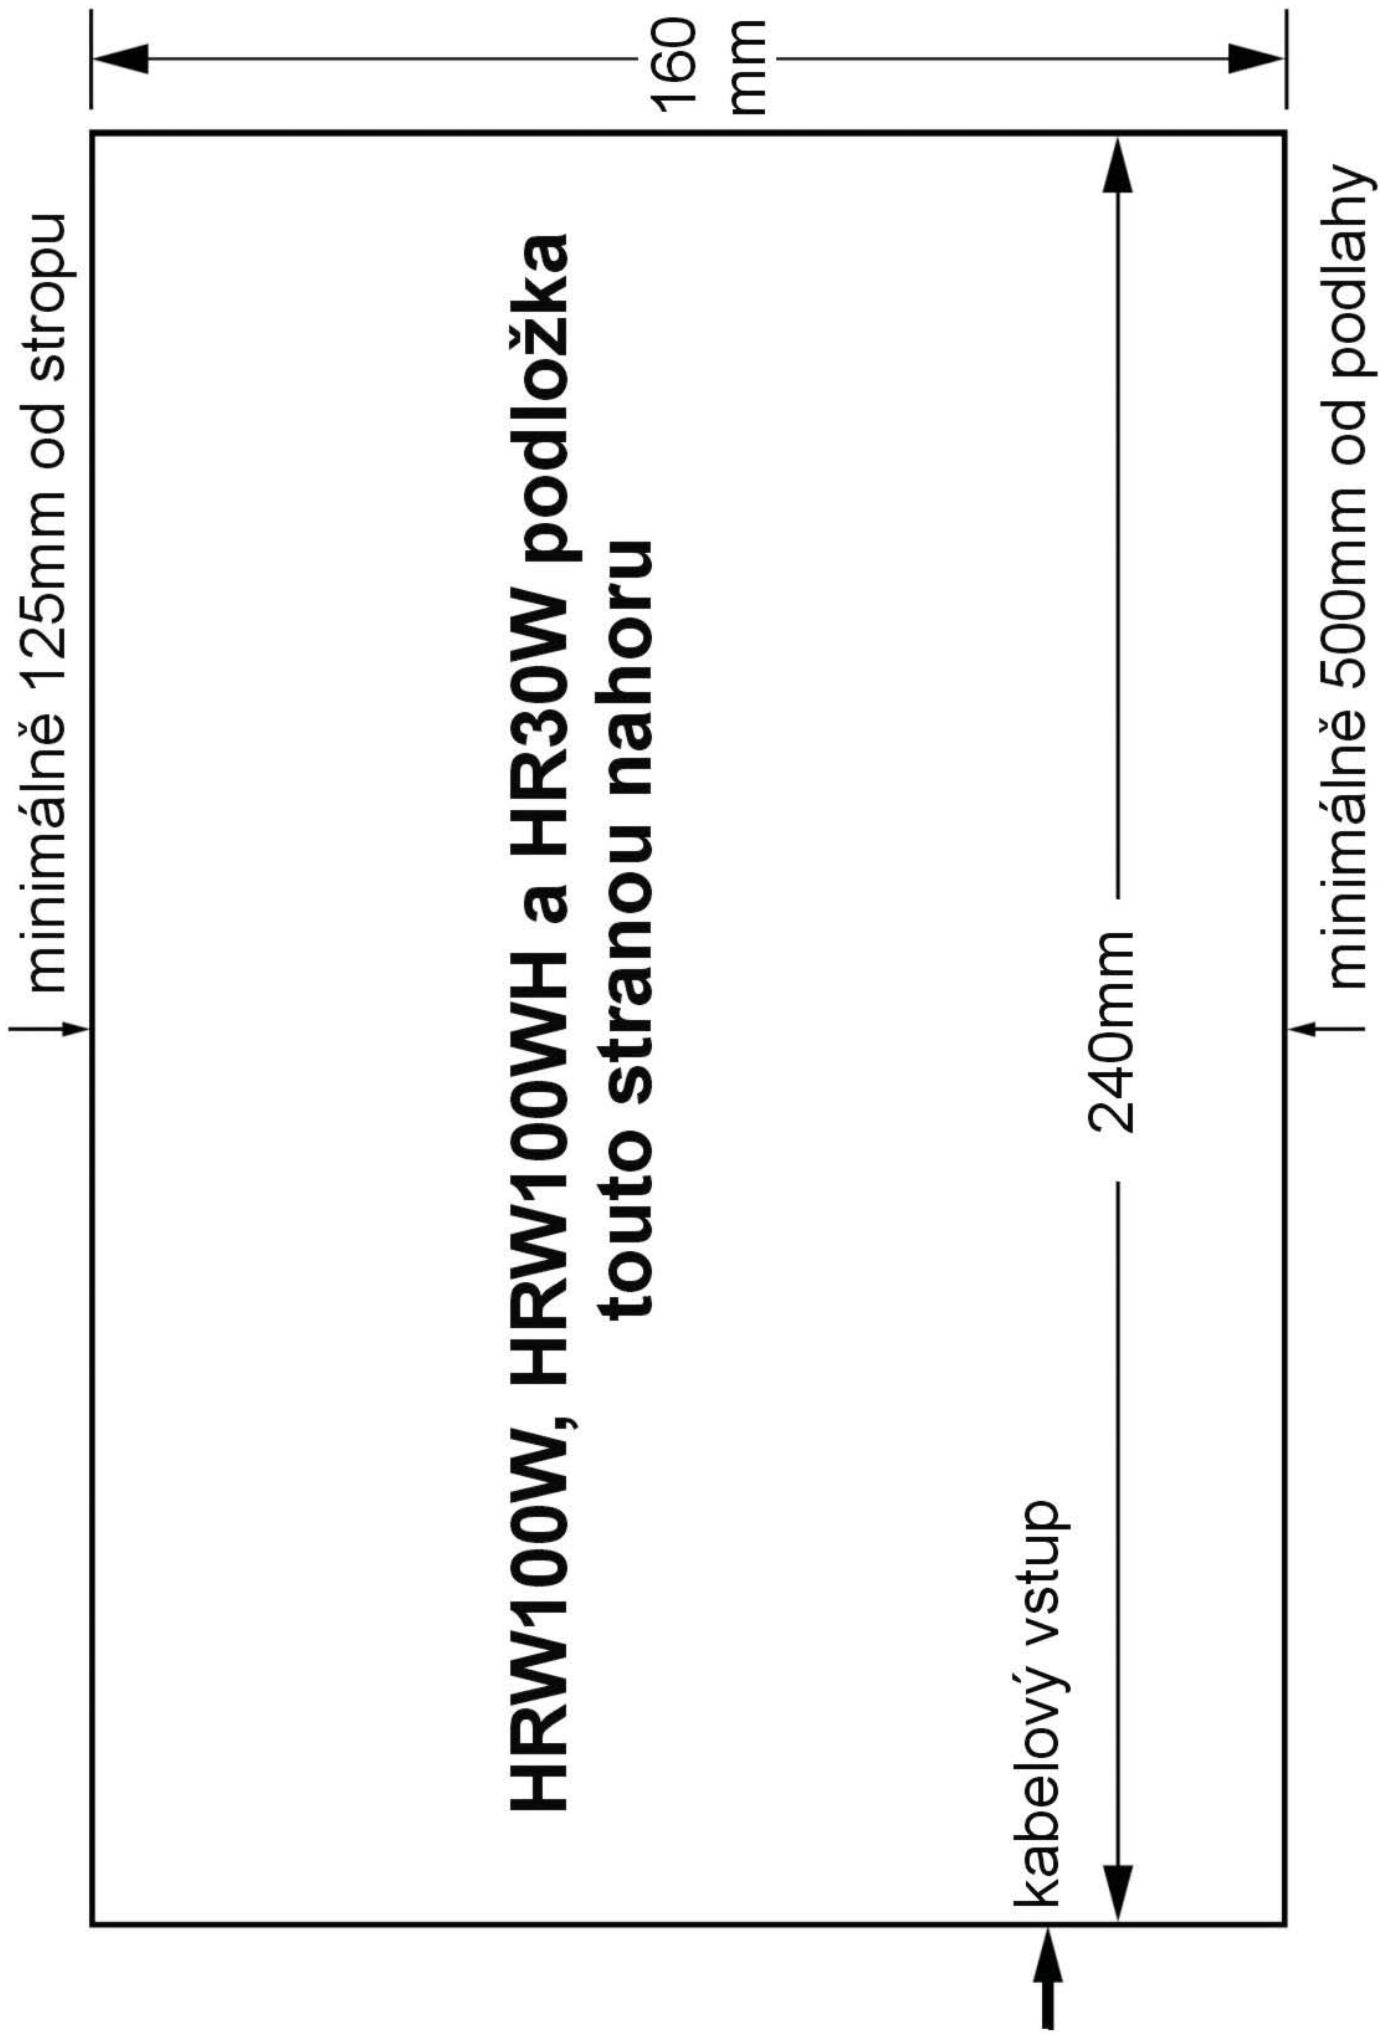 minimálně 125mm od stropu
160
mm
HRW100W, HRW100WH a HR30W podložka
touto stranou nahoru
kabelový vstup
240mm
minimálně 500mm od podlahy